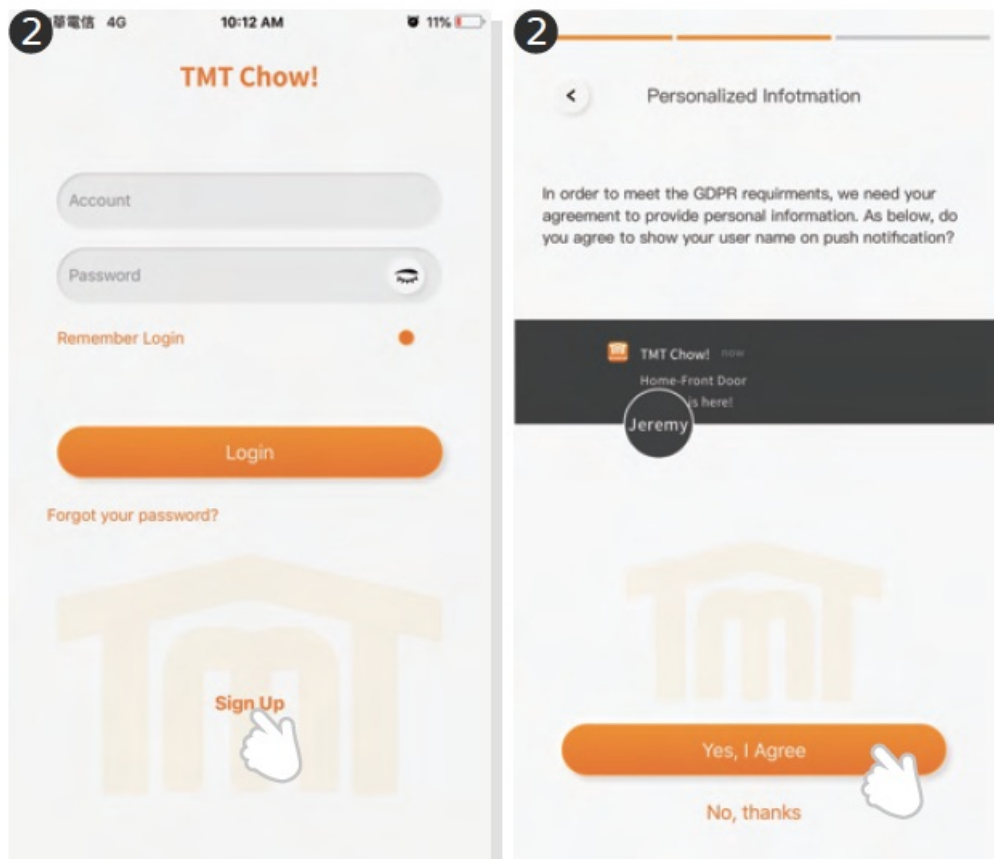 2
華電信 4G 10:12 AM 11%
TMT Chow!
Account
Password
Remember Login
Login
Forgot your password?
Sign Up
2
Personalized Infotmation
In order to meet the GDPR requirments, we need your
agreement to provide personal information. As below, do
you agree to show your user name on push notification?
TMT Chow! now
Home-Front Door
Jeremy is here!
Yes, I Agree
No, thanks